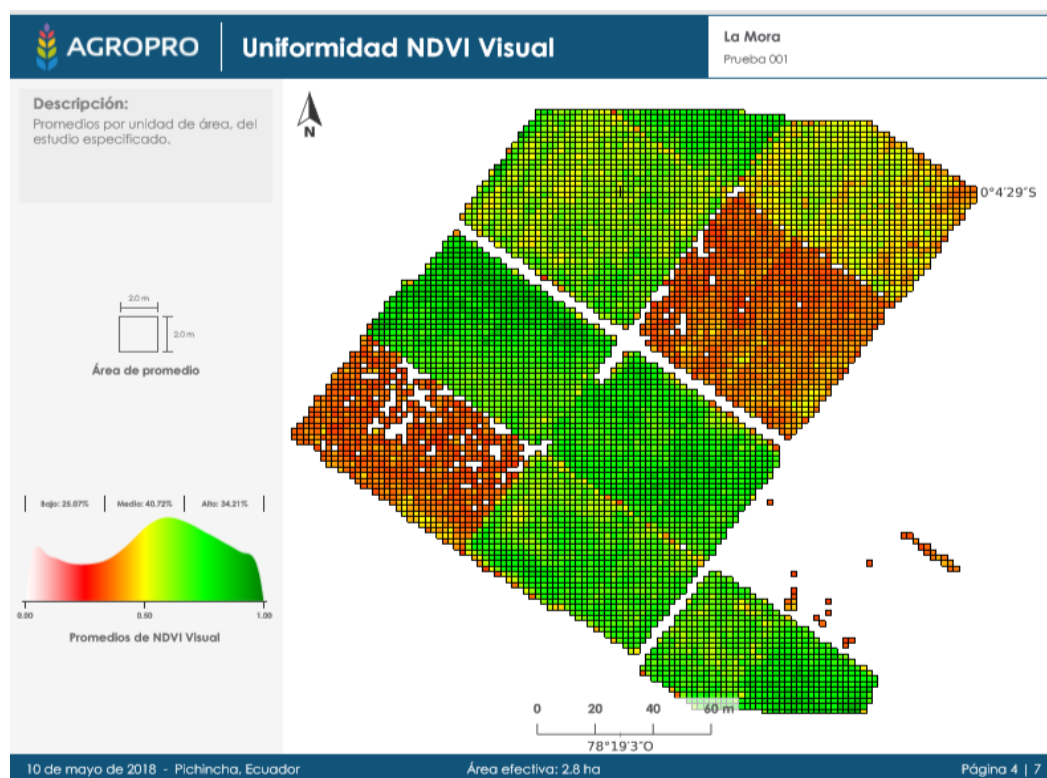 AGROPRO
Uniformidad NDVI Visual
La Mora
Prueba 001
Descripción:
Promedios por unidad de área, del
estudio especificado.
N
0°4'29"S
2.0 m
2.0 m
Área de promedio
Bajo: 25.07%
Medio: 40.72%
Alto: 34.21%
0.00
0.50
1.00
Promedios de NDVI Visual
0
20
40
60 m
78°19'3"O
10 de mayo de 2018 - Pichincha, Ecuador
Área efectiva: 2.8 ha
Página 4 | 7